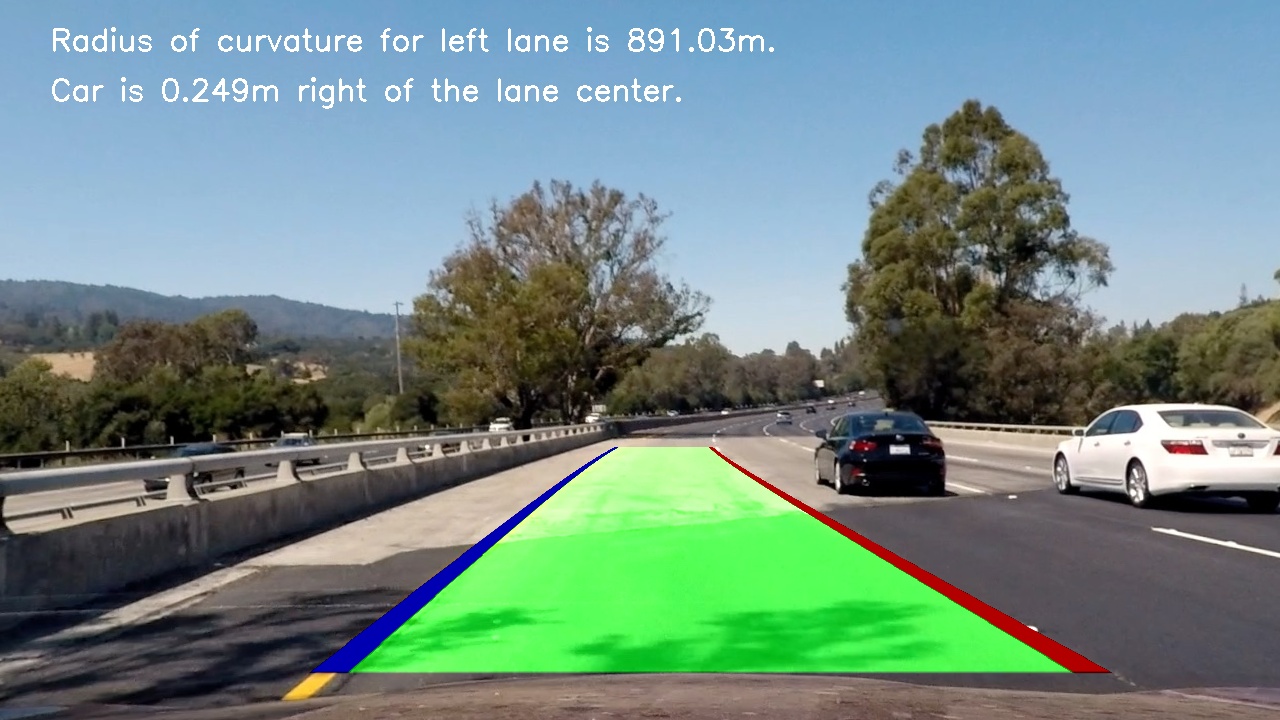 Radius of curvature for left lane is 891.03m.
Car is 0.249m right of the lane center.